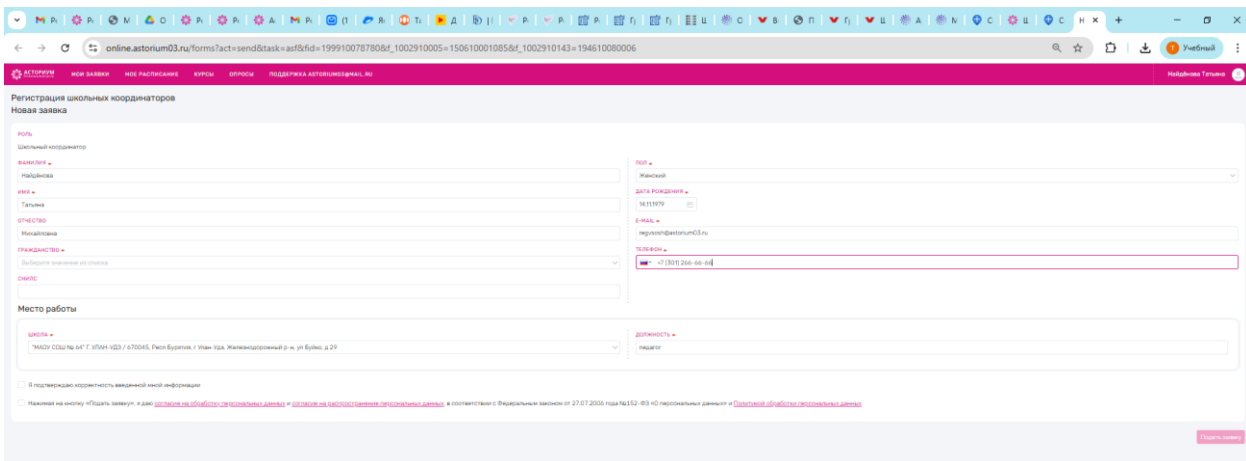 online.astorium03.ru/forms?act=send&task=asf&fid=199910078780&f_1002910005=150610001085&f_1002910143=194610080006
Учебный
АСТОРИУМ МОИ ЗАЯВКИ МОЕ РАСПИСАНИЕ КУРСЫ ОПРОСЫ ПОДДЕРЖКА ASTORIUM03@MAIL.RU Найдёнова Татьяна
Регистрация школьных координаторов
Новая заявка
РОЛЬ
Школьный координатор
ФАМИЛИЯ
Найдёнова
ИМЯ
Татьяна
ОТЧЕСТВО
Михайловна
ГРАЖДАНСТВО
Выберите значение из списка
СНИЛС
ПОЛ
Женский
ДАТА РОЖДЕНИЯ
14.11.1979
E-MAIL
regvsosh@astorium03.ru
ТЕЛЕФОН
+7 (301) 266-66-66
Место работы
ШКОЛА
"МАОУ СОШ № 64" Г. УЛАН-УДЭ / 670045, Респ Бурятия, г Улан-Удэ, Железнодорожный р-н, ул Буйко, д 29
ДОЛЖНОСТЬ
педагог
Я подтверждаю корректность введенной мной информации
Нажимая на кнопку «Подать заявку», я даю согласие на обработку персональных данных и согласие на распространение персональных данных, в соответствии с Федеральным законом от 27.07.2006 года №152-ФЗ «О персональных данных» и Политикой обработки персональных данных
Подать заявку